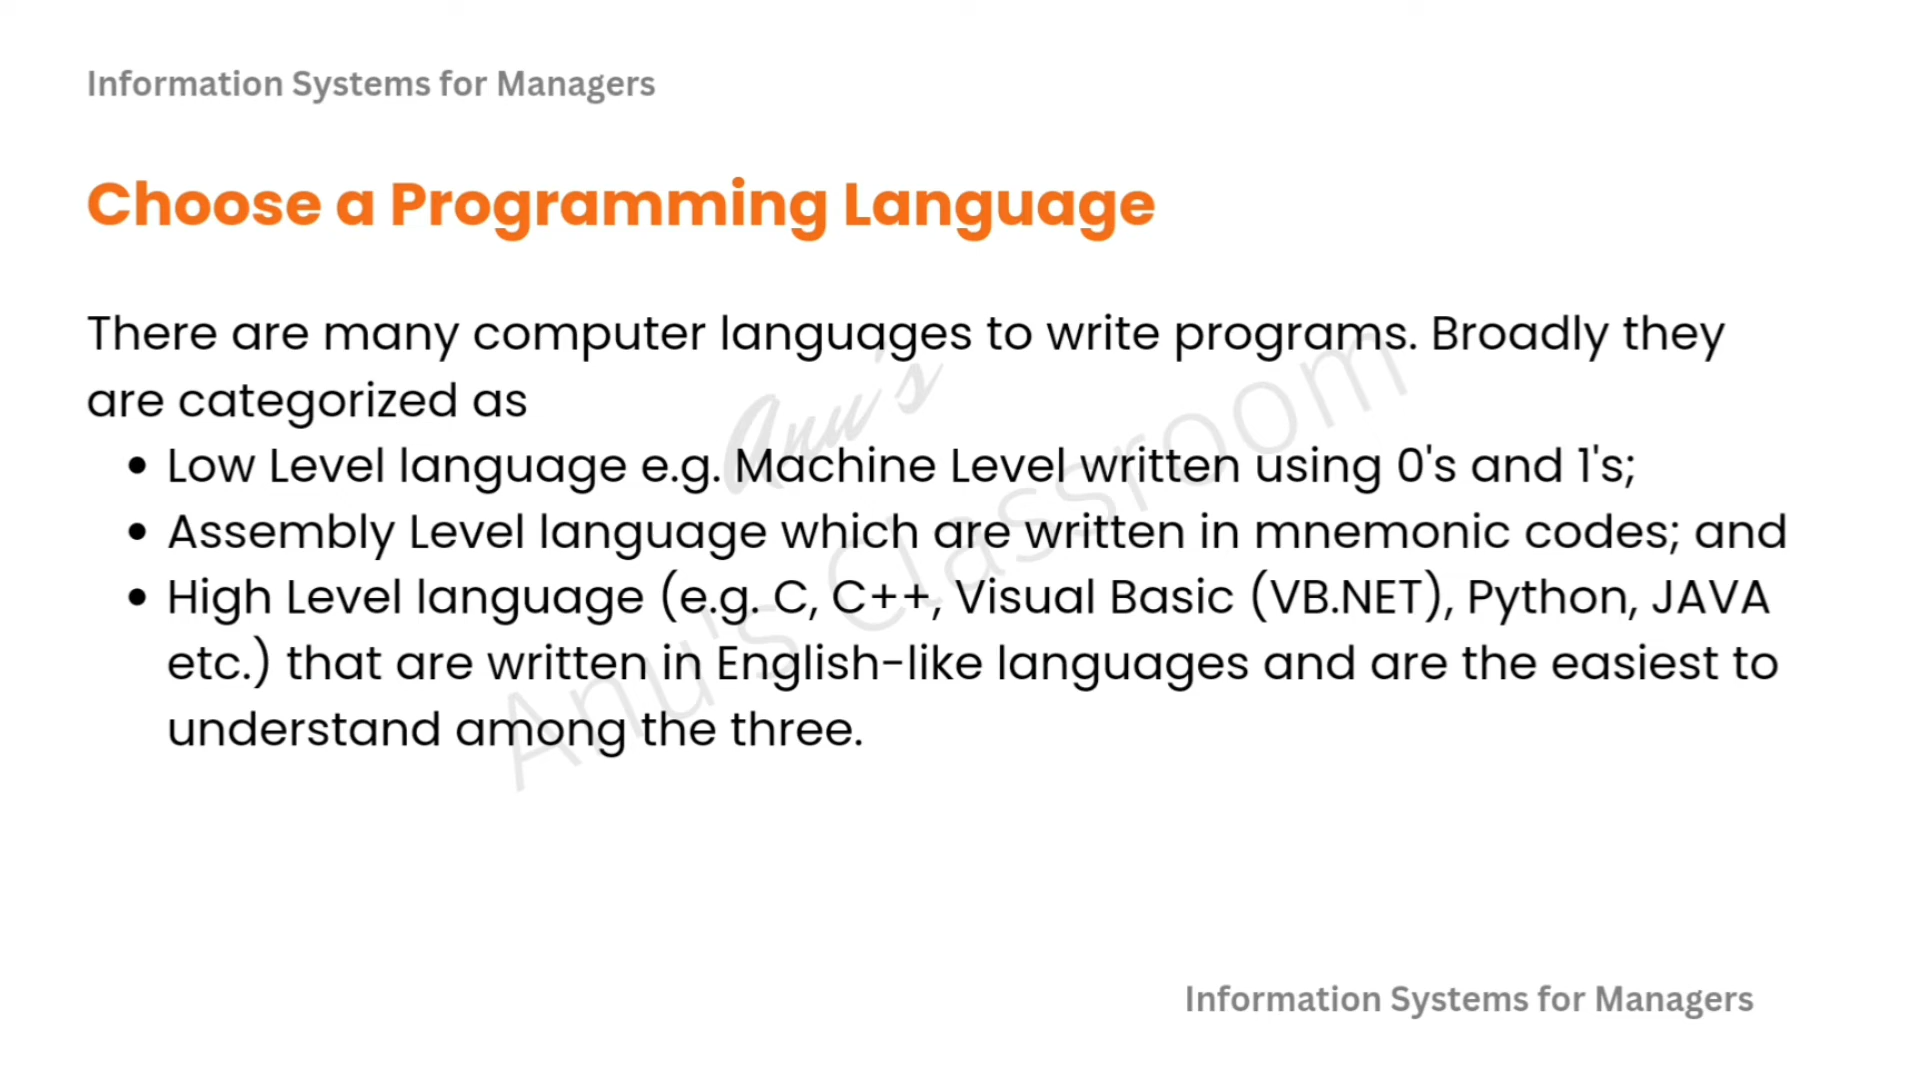 Information Systems for Managers
Choose a Programming Language
There are many computer languages to write programs. Broadly they
are categorized as
• Low Level language e.g. Machine Level written using 0's and 1's;
• Assembly Level language which are written in mnemonic codes; and
• High Level language (e.g. C, C++, Visual Basic (VB.NET), Python, JAVA
etc.) that are written in English-like languages and are the easiest to
understand among the three.
Anu's
Anu's Classroom
Information Systems for Managers